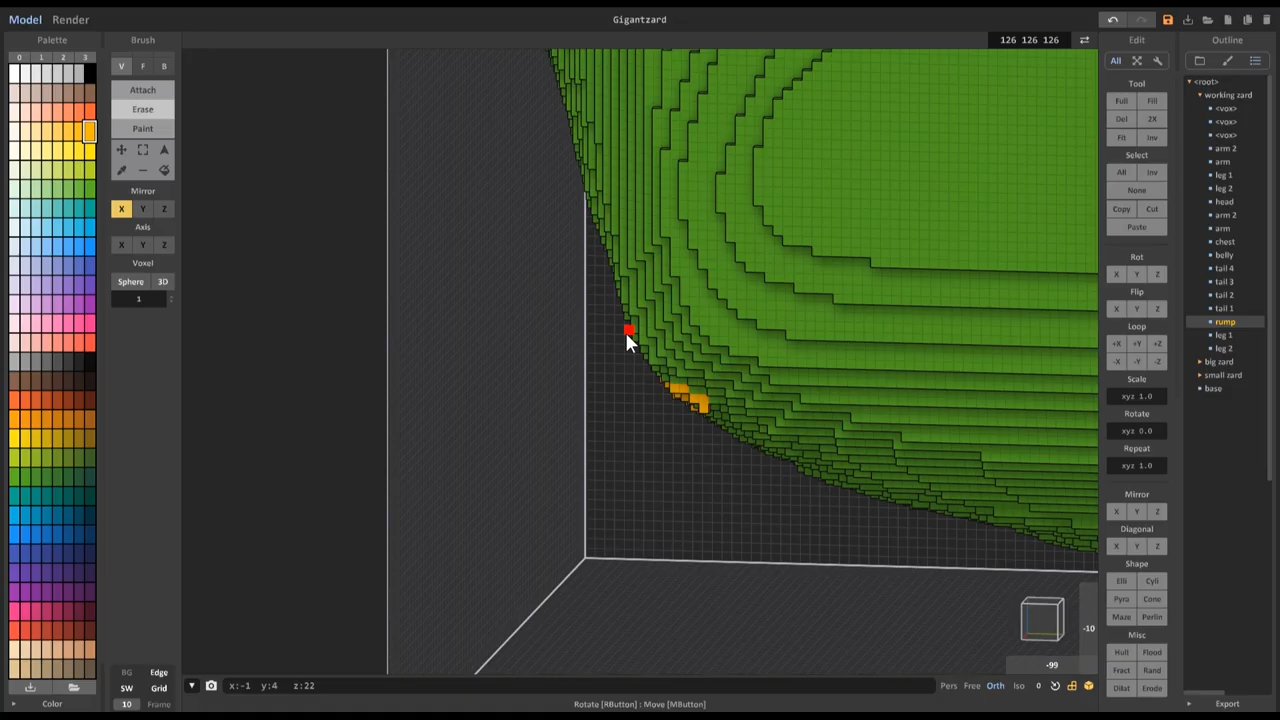 Model Render
Gigantzard
Palette
Brush
126 126 126
Edit
Outline
0 1 2 3
V F B
All
<root>
working zard
<vox>
<vox>
<vox>
arm 2
arm
leg 1
leg 2
head
arm 2
arm
chest
belly
tail 4
tail 3
tail 2
tail 1
rump
leg 1
leg 2
big zard
small zard
base
Attach
Erase
Paint
Mirror
X Y Z
Axis
X Y Z
Voxel
Sphere 3D
1
Tool
Full Fill
Del 2X
Fit Inv
Select
All Inv
None
Copy Cut
Paste
Rot
X Y Z
Flip
X Y Z
Loop
+X +Y +Z
-X -Y -Z
Scale
xyz 1.0
Rotate
xyz 0.0
Repeat
xyz 1.0
Mirror
X Y Z
Diagonal
X Y Z
Shape
Elli Cyli
Pyra Cone
Maze Perlin
Misc
Hull Flood
Fract Rand
Dilat Erode
-10
-99
BG Edge
SW Grid
10 Frame
Color
x:-1 y:4 z:22
Pers Free Orth Iso 0
Rotate [RButton] : Move [MButton]
Export